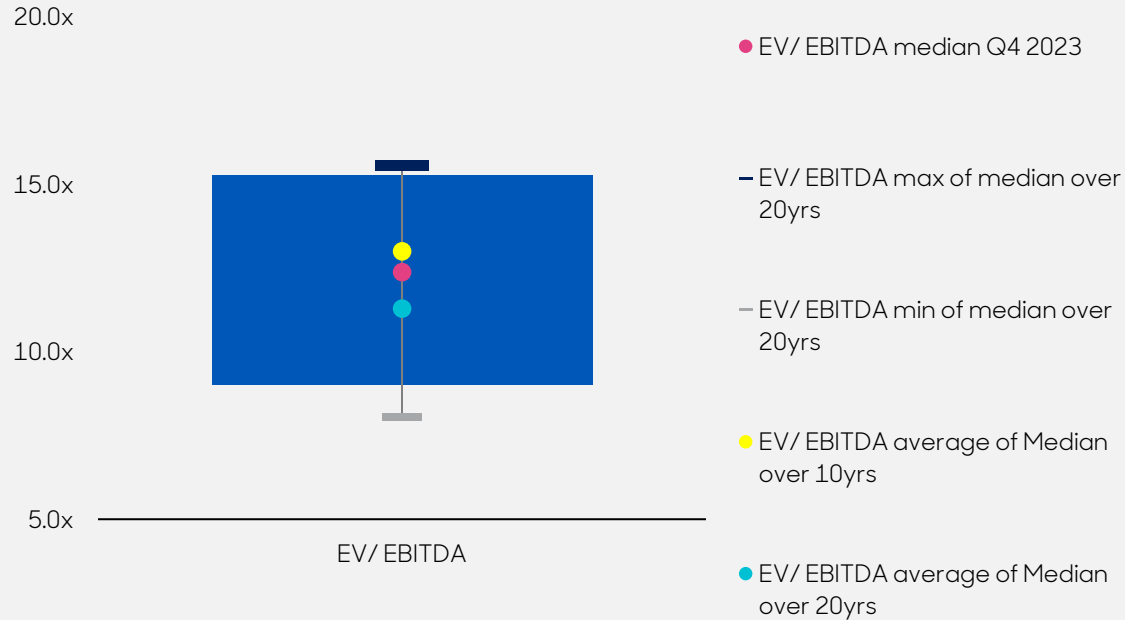 20.0x
15.0x
10.0x
5.0x
EV/ EBITDA
EV/ EBITDA median Q4 2023
EV/ EBITDA max of median over
20yrs
EV/ EBITDA min of median over
20yrs
EV/ EBITDA average of Median
over 10yrs
EV/ EBITDA average of Median
over 20yrs